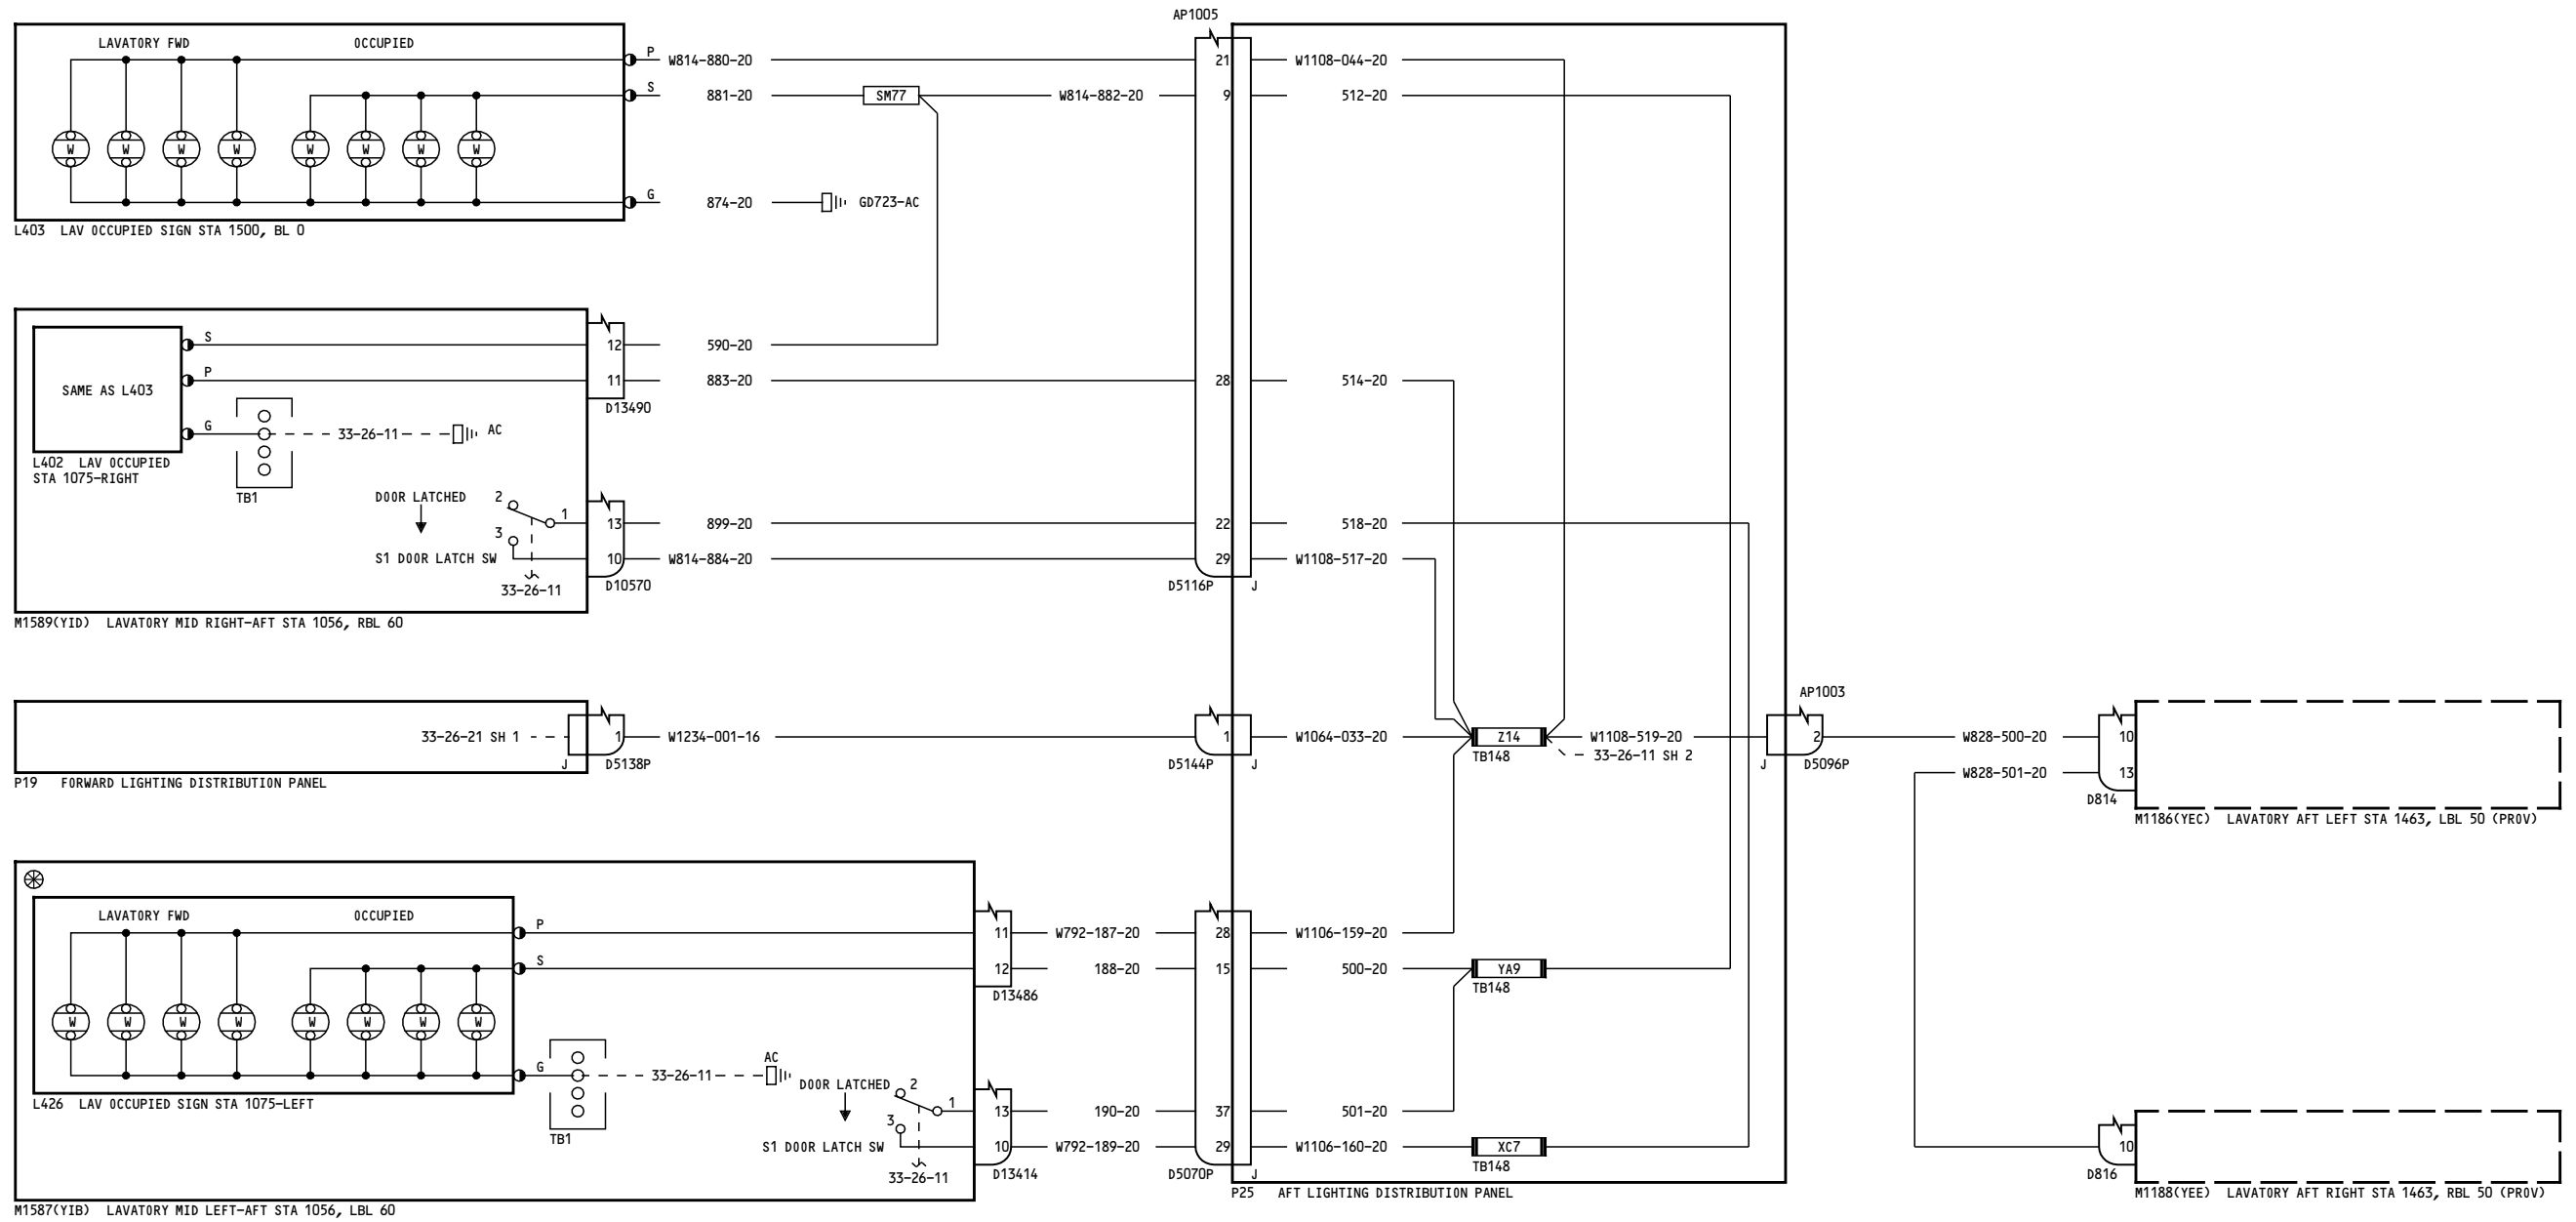 AP1005
LAVATORY FWD OCCUPIED
P W814-880-20 21 W1108-044-20
S 881-20 SM77 W814-882-20 9 512-20
W W W W W W W W
G 874-20 GD723-AC
L403 LAV OCCUPIED SIGN STA 1500, BL 0
S 12 590-20
P 11 883-20 28 514-20
SAME AS L403
D13490
G 33-26-11 AC
L402 LAV OCCUPIED
STA 1075-RIGHT
TB1
DOOR LATCHED 2
1 13 899-20 22 518-20
3
S1 DOOR LATCH SW 10 W814-884-20 29 W1108-517-20
33-26-11 D10570 D5116P J
M1589(YID) LAVATORY MID RIGHT-AFT STA 1056, RBL 60
AP1003
33-26-21 SH 1 1 W1234-001-16 1 W1064-033-20 Z14 W1108-519-20 2 W828-500-20 10
TB148 33-26-11 SH 2
J D5138P D5144P J J D5096P
W828-501-20 13
P19 FORWARD LIGHTING DISTRIBUTION PANEL
D814
M1186(YEC) LAVATORY AFT LEFT STA 1463, LBL 50 (PROV)
LAVATORY FWD OCCUPIED
P 11 W792-187-20 28 W1106-159-20
S 12 188-20 15 500-20 YA9
D13486 TB148
W W W W W W W W
G 33-26-11 AC
DOOR LATCHED 2
L426 LAV OCCUPIED SIGN STA 1075-LEFT
1 13 190-20 37 501-20
3
TB1
S1 DOOR LATCH SW 10 W792-189-20 29 W1106-160-20 XC7 10
TB148
33-26-11 D13414 D5070P J D816
P25 AFT LIGHTING DISTRIBUTION PANEL
M1188(YEE) LAVATORY AFT RIGHT STA 1463, RBL 50 (PROV)
M1587(YIB) LAVATORY MID LEFT-AFT STA 1056, LBL 60